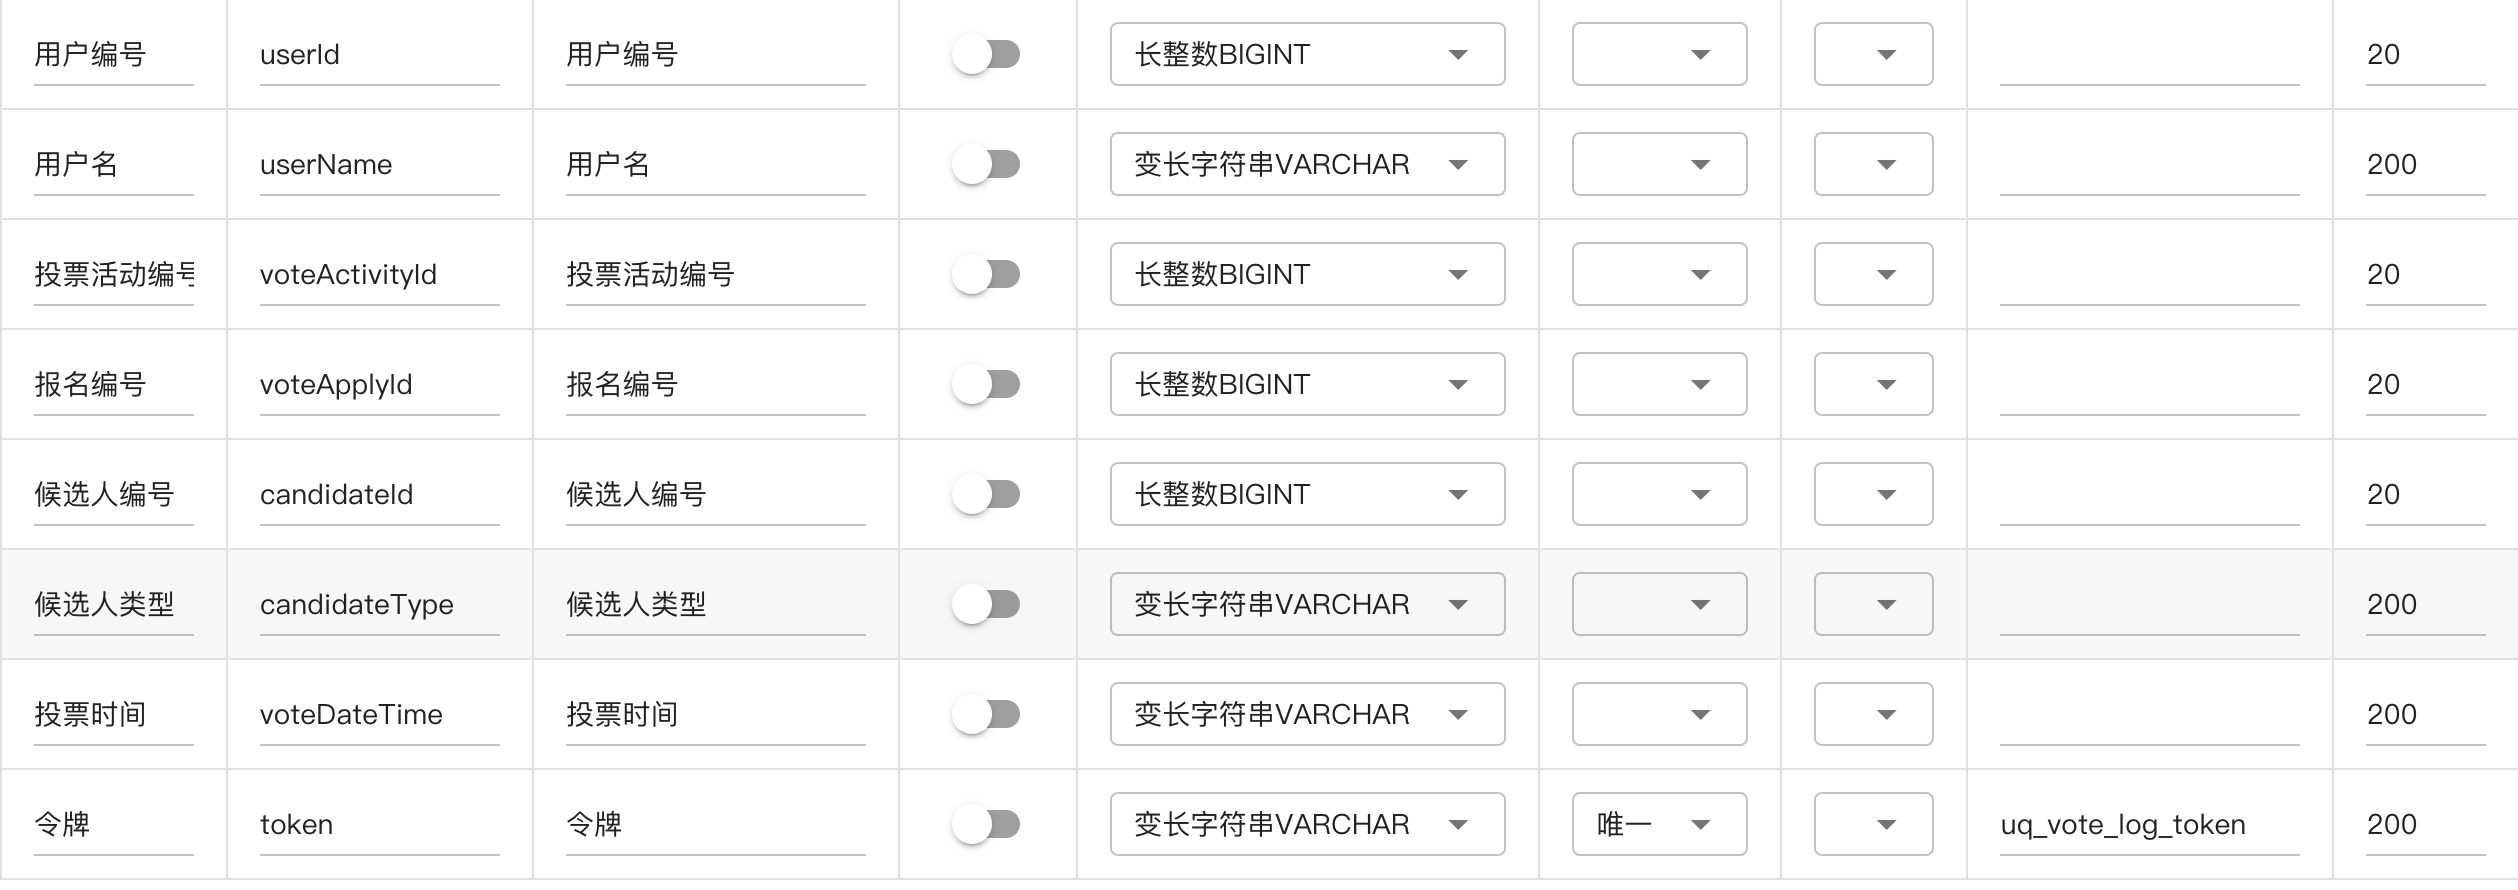 用户编号 userId 用户编号 长整数BIGINT 20
用户名 userName 用户名 变长字符串VARCHAR 200
投票活动编号 voteActivityId 投票活动编号 长整数BIGINT 20
报名编号 voteApplyId 报名编号 长整数BIGINT 20
候选人编号 candidateId 候选人编号 长整数BIGINT 20
候选人类型 candidateType 候选人类型 变长字符串VARCHAR 200
投票时间 voteDateTime 投票时间 变长字符串VARCHAR 200
令牌 token 令牌 变长字符串VARCHAR 唯一 uq_vote_log_token 200